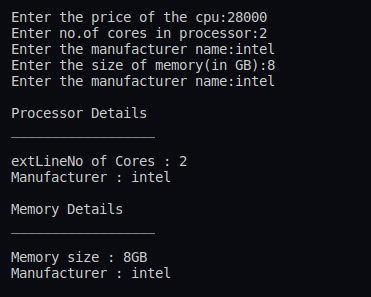 Enter the price of the cpu:28000
Enter no.of cores in processor:2
Enter the manufacturer name:intel
Enter the size of memory(in GB):8
Enter the manufacturer name:intel
Processor Details
__________________
extLineNo of Cores : 2
Manufacturer : intel
Memory Details
__________________
Memory size : 8GB
Manufacturer : intel